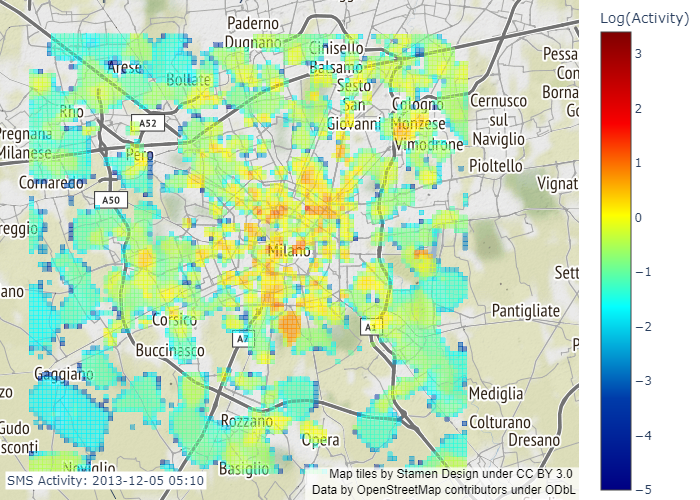 Log(Activity)
3
2
1
0
−1
−2
−3
−4
−5
Paderno
Dugnano
Cinisello
Balsamo
Sesto
San
Giovanni
Cologno
Monzese
Vimodrone
Cernusco
sul
Naviglio
Pioltello
Pessa
Con
Borna
Go
Vignat
Arese
Bollate
Rho
A52
Pregnana
Milanese
Pero
Cornaredo
A50
reggio
Milano
Sett
ano
Pantigliate
Corsico
A7
A1
P
Buccinasco
Gaggiano
Mediglia
zo
Gudo
sconti
Rozzano
Opera
Colturano
Dresano
Noviglio
Basiglio
SMS Activity: 2013-12-05 05:10
Map tiles by Stamen Design under CC BY 3.0
Data by OpenStreetMap contributors under ODbL